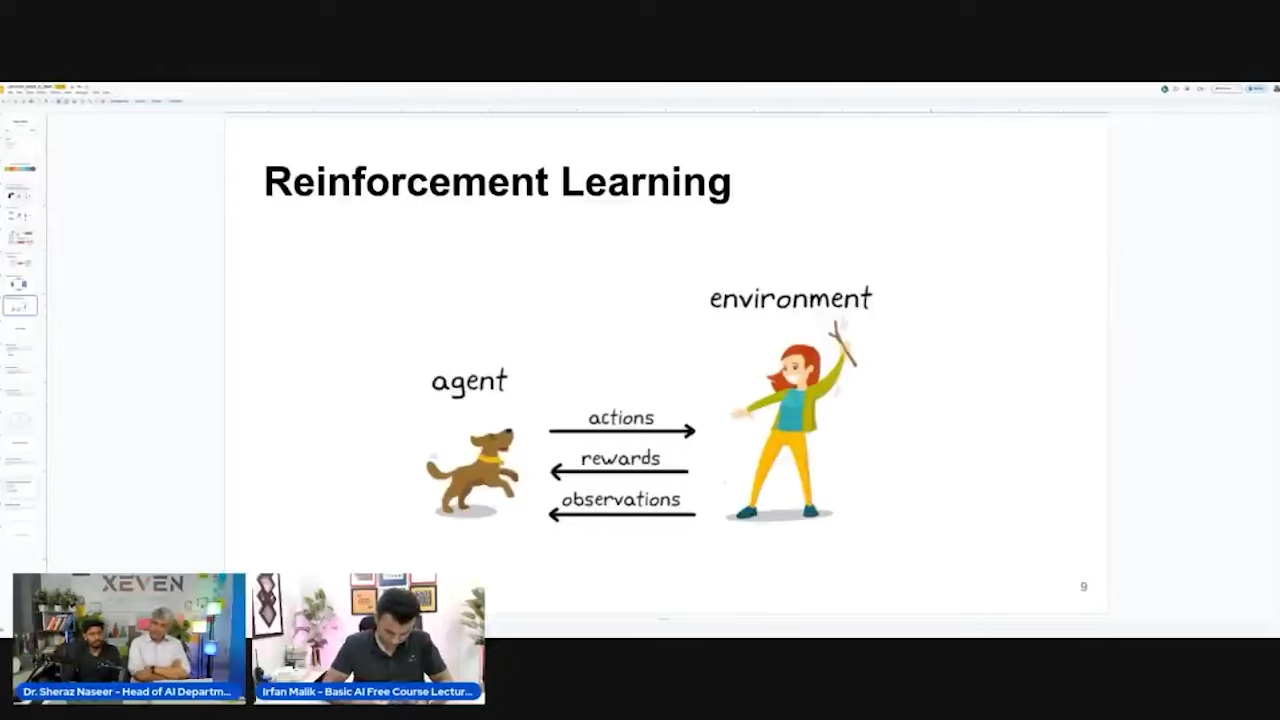 Reinforcement Learning
environment
agent
actions
rewards
observations
9
XEVEN
Dr. Sheraz Naseer - Head of AI Departm...
Irfan Malik - Basic AI Free Course Lectur...